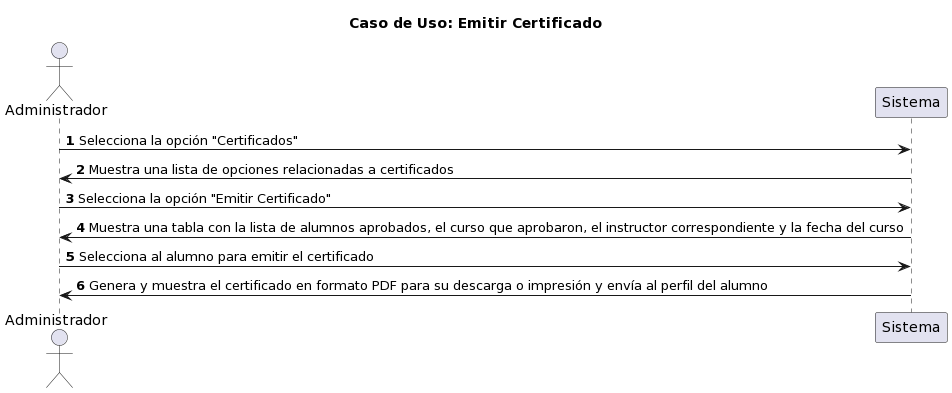 Caso de Uso: Emitir Certificado
Administrador
Sistema
1 Selecciona la opción "Certificados"
2 Muestra una lista de opciones relacionadas a certificados
3 Selecciona la opción "Emitir Certificado"
4 Muestra una tabla con la lista de alumnos aprobados, el curso que aprobaron, el instructor correspondiente y la fecha del curso
5 Selecciona al alumno para emitir el certificado
6 Genera y muestra el certificado en formato PDF para su descarga o impresión y envía al perfil del alumno
Administrador
Sistema